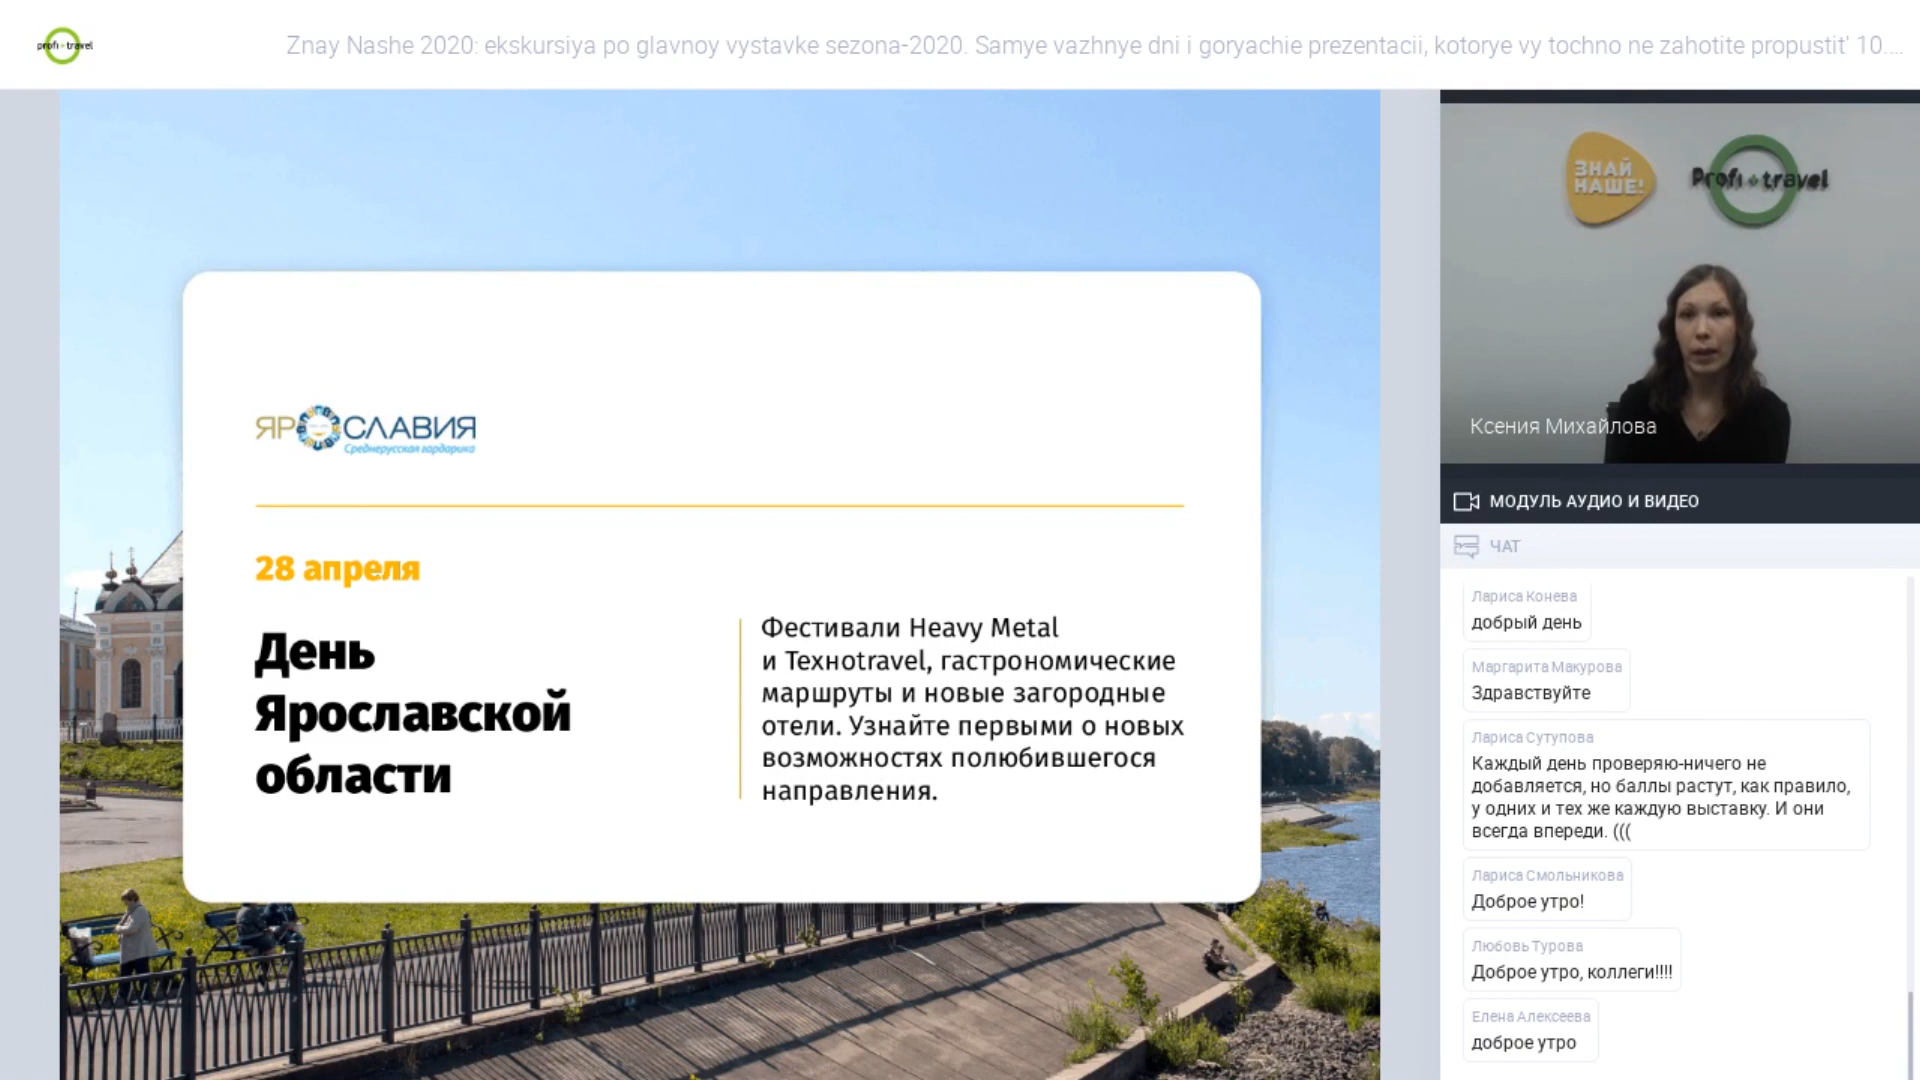 profi travel
Znay Nashe 2020: ekskursiya po glavnoy vystavke sezona-2020. Samye vazhnye dni i goryachie prezentacii, kotorye vy tochno ne zahotite propustit' 10....
ЯРОСЛАВИЯ
Среднерусская гардарика
28 апреля
День
Ярославской
области
Фестивали Heavy Metal
и Техноtravel, гастрономические
маршруты и новые загородные
отели. Узнайте первыми о новых
возможностях полюбившегося
направления.
ЗНАЙ
НАШЕ!
Profi travel
Ксения Михайлова
МОДУЛЬ АУДИО И ВИДЕО
ЧАТ
Лариса Конева
добрый день
Маргарита Макурова
Здравствуйте
Лариса Сутупова
Каждый день проверяю-ничего не
добавляется, но баллы растут, как правило,
у одних и тех же каждую выставку. И они
всегда впереди. (((
Лариса Смольникова
Доброе утро!
Любовь Турова
Доброе утро, коллеги!!!!
Елена Алексеева
доброе утро